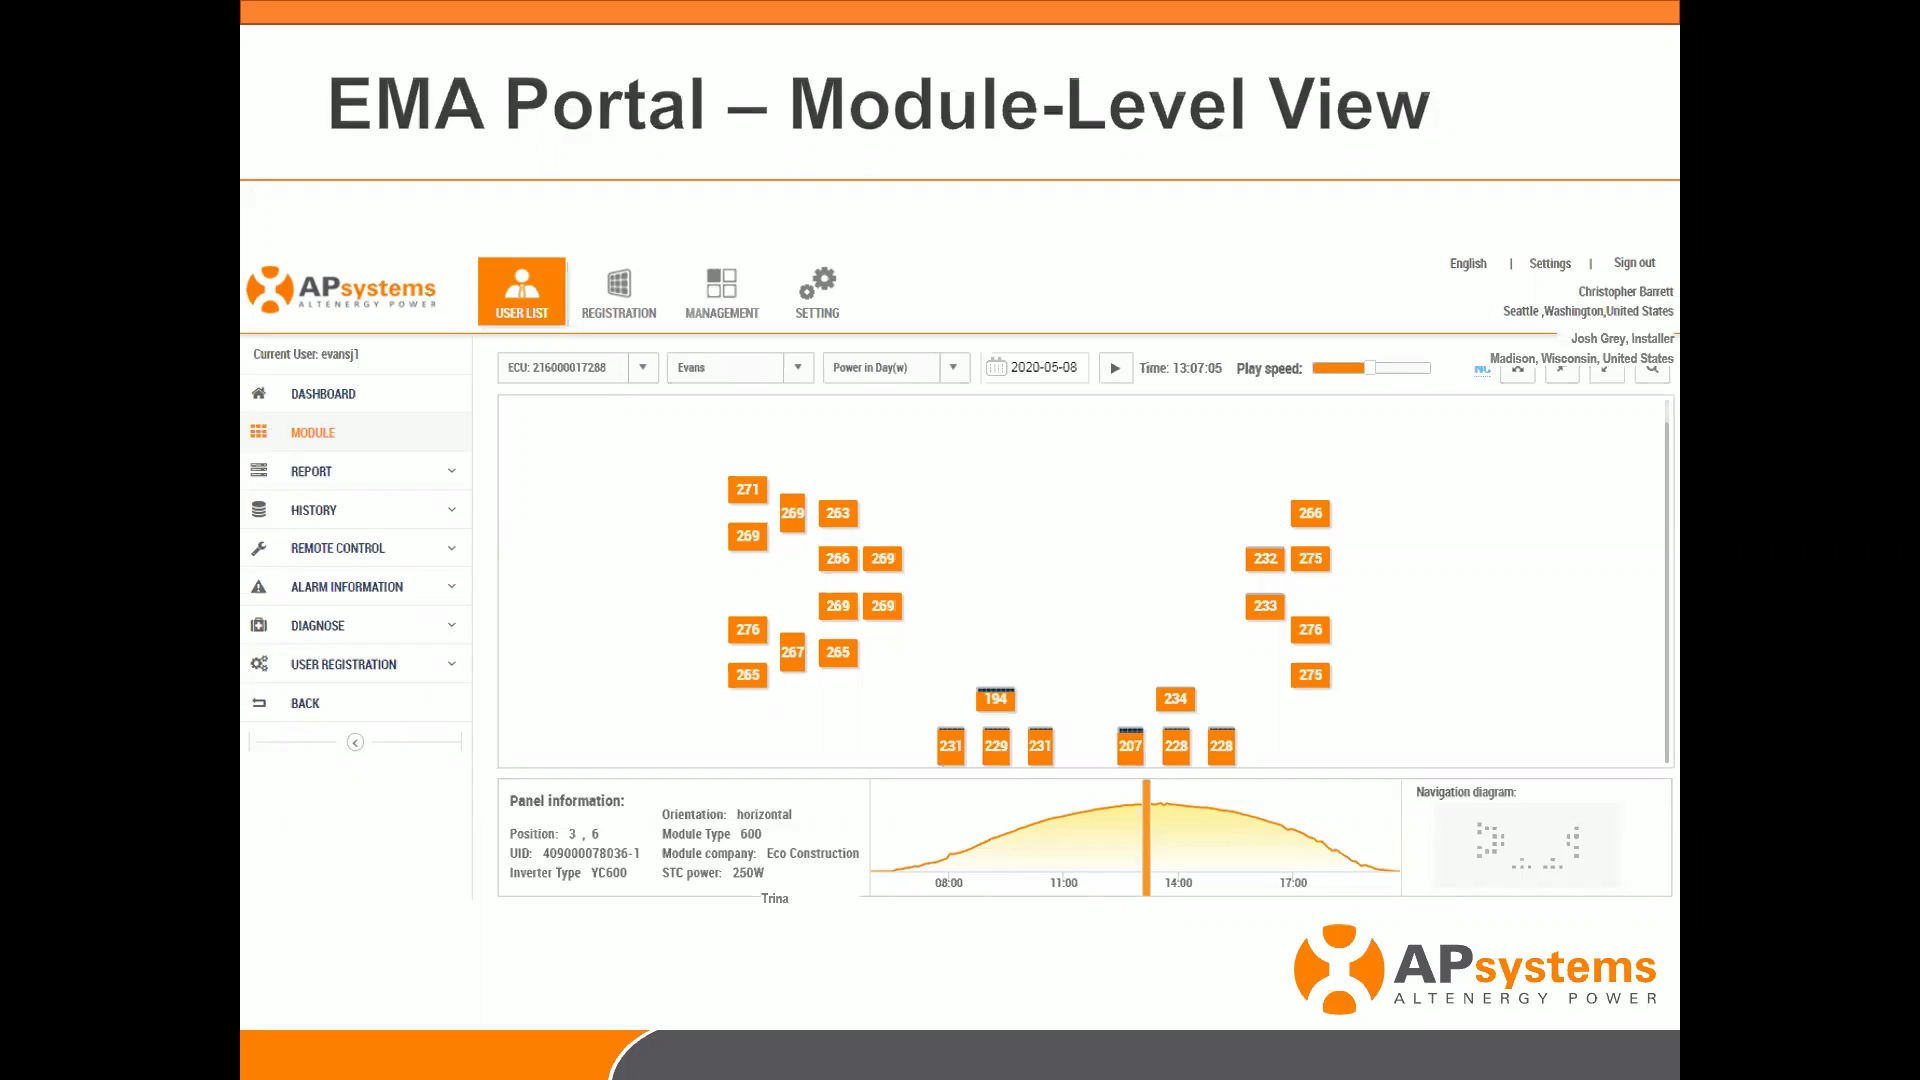 EMA Portal – Module-Level View
APsystems
ALTENERGY POWER
USER LIST
REGISTRATION
MANAGEMENT
SETTING
English | Settings | Sign out
Christopher Barrett
Seattle ,Washington,United States
Josh Grey, Installer
Madison, Wisconsin, United States
Current User: evansj1
DASHBOARD
MODULE
REPORT
HISTORY
REMOTE CONTROL
ALARM INFORMATION
DIAGNOSE
USER REGISTRATION
BACK
ECU: 216000017288
Evans
Power in Day(w)
2020-05-08
Time: 13:07:05
Play speed:
271
269 263 266
269
266 269 232 275
269 269 233
276 276
267 265
265 275
194 234
231 229 231 207 228 228
Panel information:
Position: 3 , 6
UID: 409000078036-1
Inverter Type YC600
Orientation: horizontal
Module Type 600
Module company: Eco Construction
STC power: 250W
Trina
08:00 11:00 14:00 17:00
Navigation diagram:
APsystems
ALTENERGY POWER